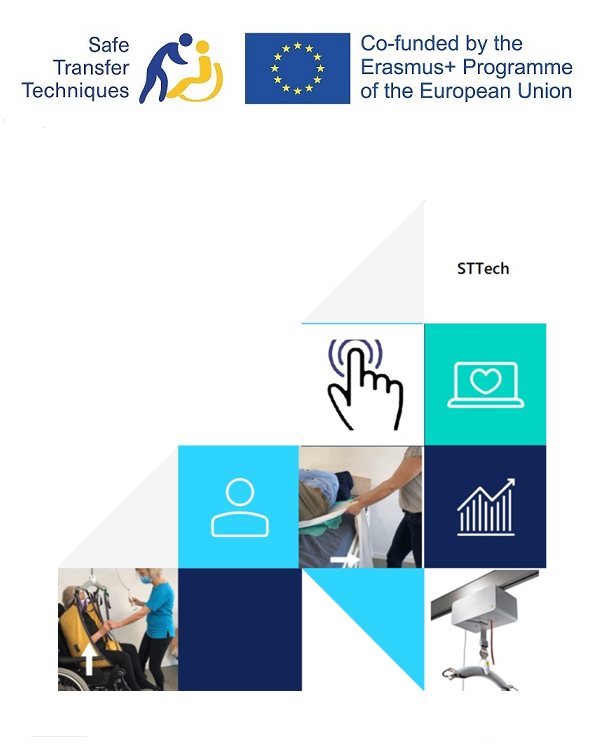 Safe
Transfer
Techniques
Co-funded by the
Erasmus+ Programme
of the European Union
STTech